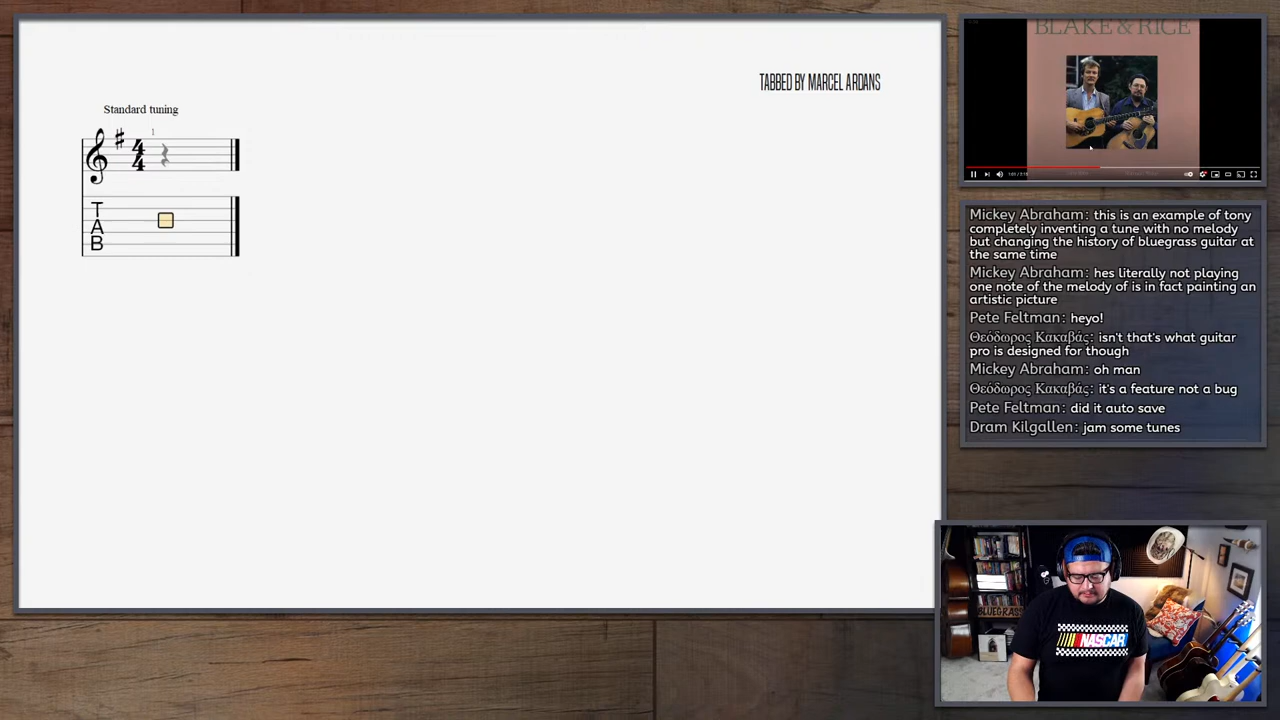 TABBED BY MARCEL ARDANS
Standard tuning
1
4
4
T
A
B
BLAKE & RICE
Mickey Abraham: this is an example of tony
completely inventing a tune with no melody
but changing the history of bluegrass guitar at
the same time
Mickey Abraham: hes literally not playing
one note of the melody of is in fact painting an
artistic picture
Pete Feltman: heyo!
Θεόδωρος Κακαβάς: isn't that's what guitar
pro is designed for though
Mickey Abraham: oh man
Θεόδωρος Κακαβάς: it's a feature not a bug
Pete Feltman: did it auto save
Dram Kilgallen: jam some tunes
BLUEGRASS
NASCAR